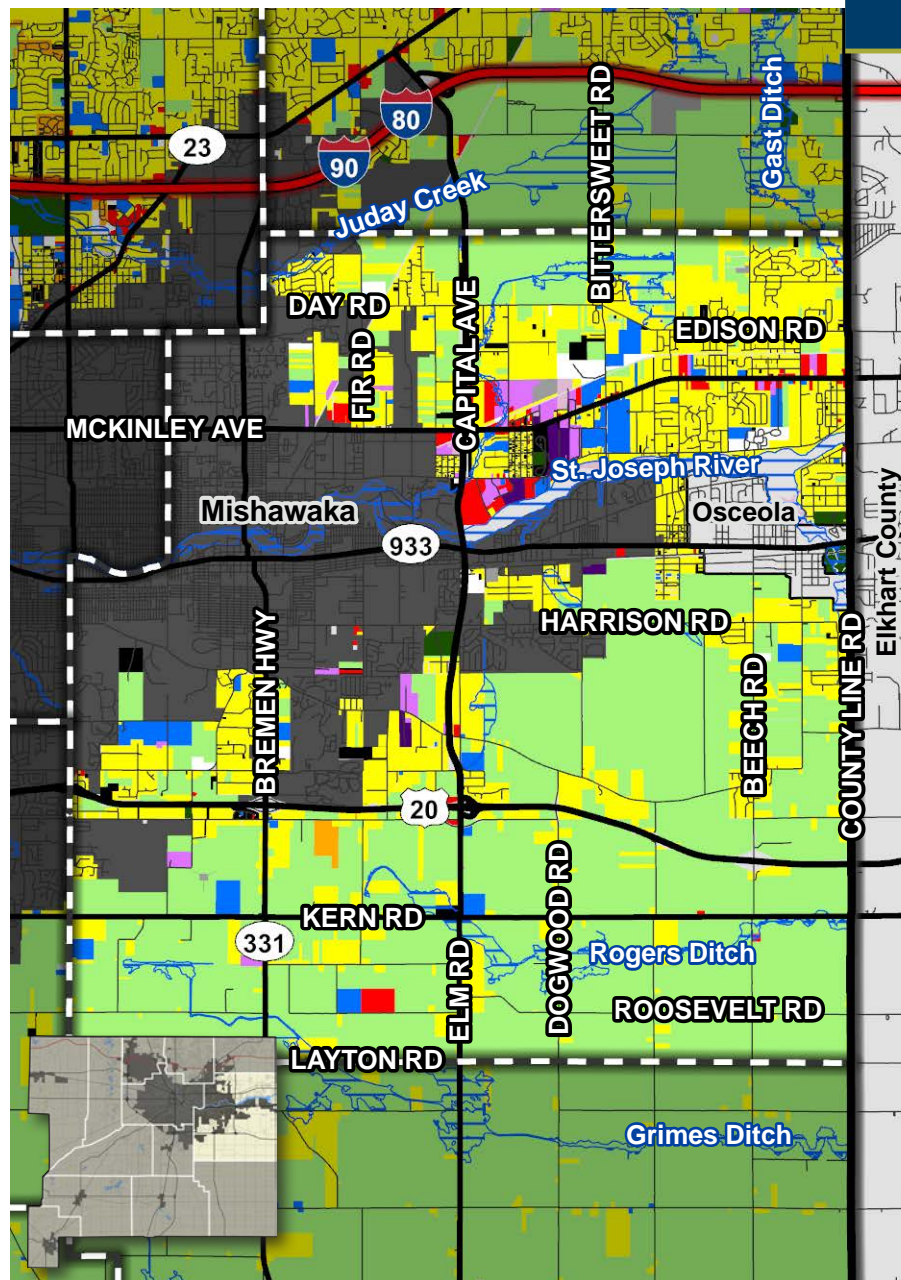 BITTERSWEET RD
Gast Ditch
80
23
90
Juday Creek
DAY RD
FIR RD
CAPITAL AVE
EDISON RD
MCKINLEY AVE
St. Joseph River
Mishawaka
Osceola
933
Elkhart County
BREMEN HWY
HARRISON RD
BEECH RD
COUNTY LINE RD
20
DOGWOOD RD
KERN RD
331
Rogers Ditch
ELM RD
ROOSEVELT RD
LAYTON RD
Grimes Ditch